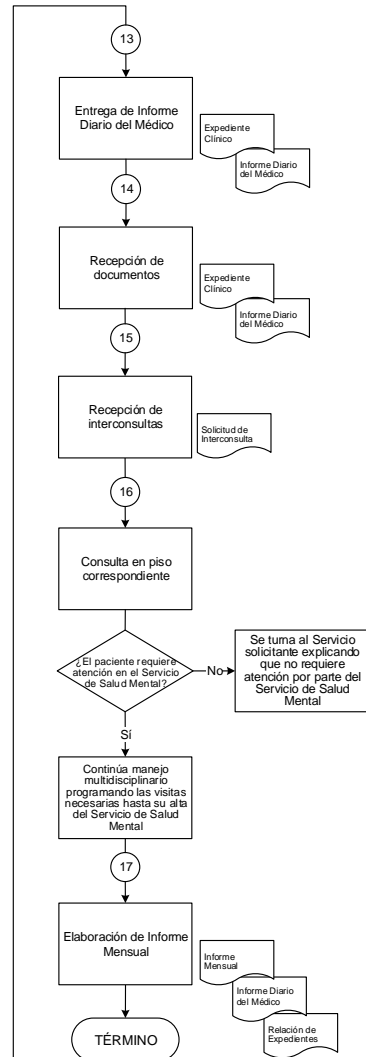 13
Entrega de Informe
Diario del Médico
Expediente
Clínico
Informe Diario
del Médico
14
Recepción de
documentos
Expediente
Clínico
Informe Diario
del Médico
15
Recepción de
interconsultas
Solicitud de
Interconsulta
16
Consulta en piso
correspondiente
¿El paciente requiere
atención en el Servicio
de Salud Mental?
No
Se turna al Servicio
solicitante explicando
que no requiere
atención por parte del
Servicio de Salud
Mental
Sí
Continúa manejo
multidisciplinario
programando las visitas
necesarias hasta su alta
del Servicio de Salud
Mental
17
Elaboración de Informe
Mensual
Informe
Mensual
Informe Diario
del Médico
Relación de
Expedientes
TÉRMINO